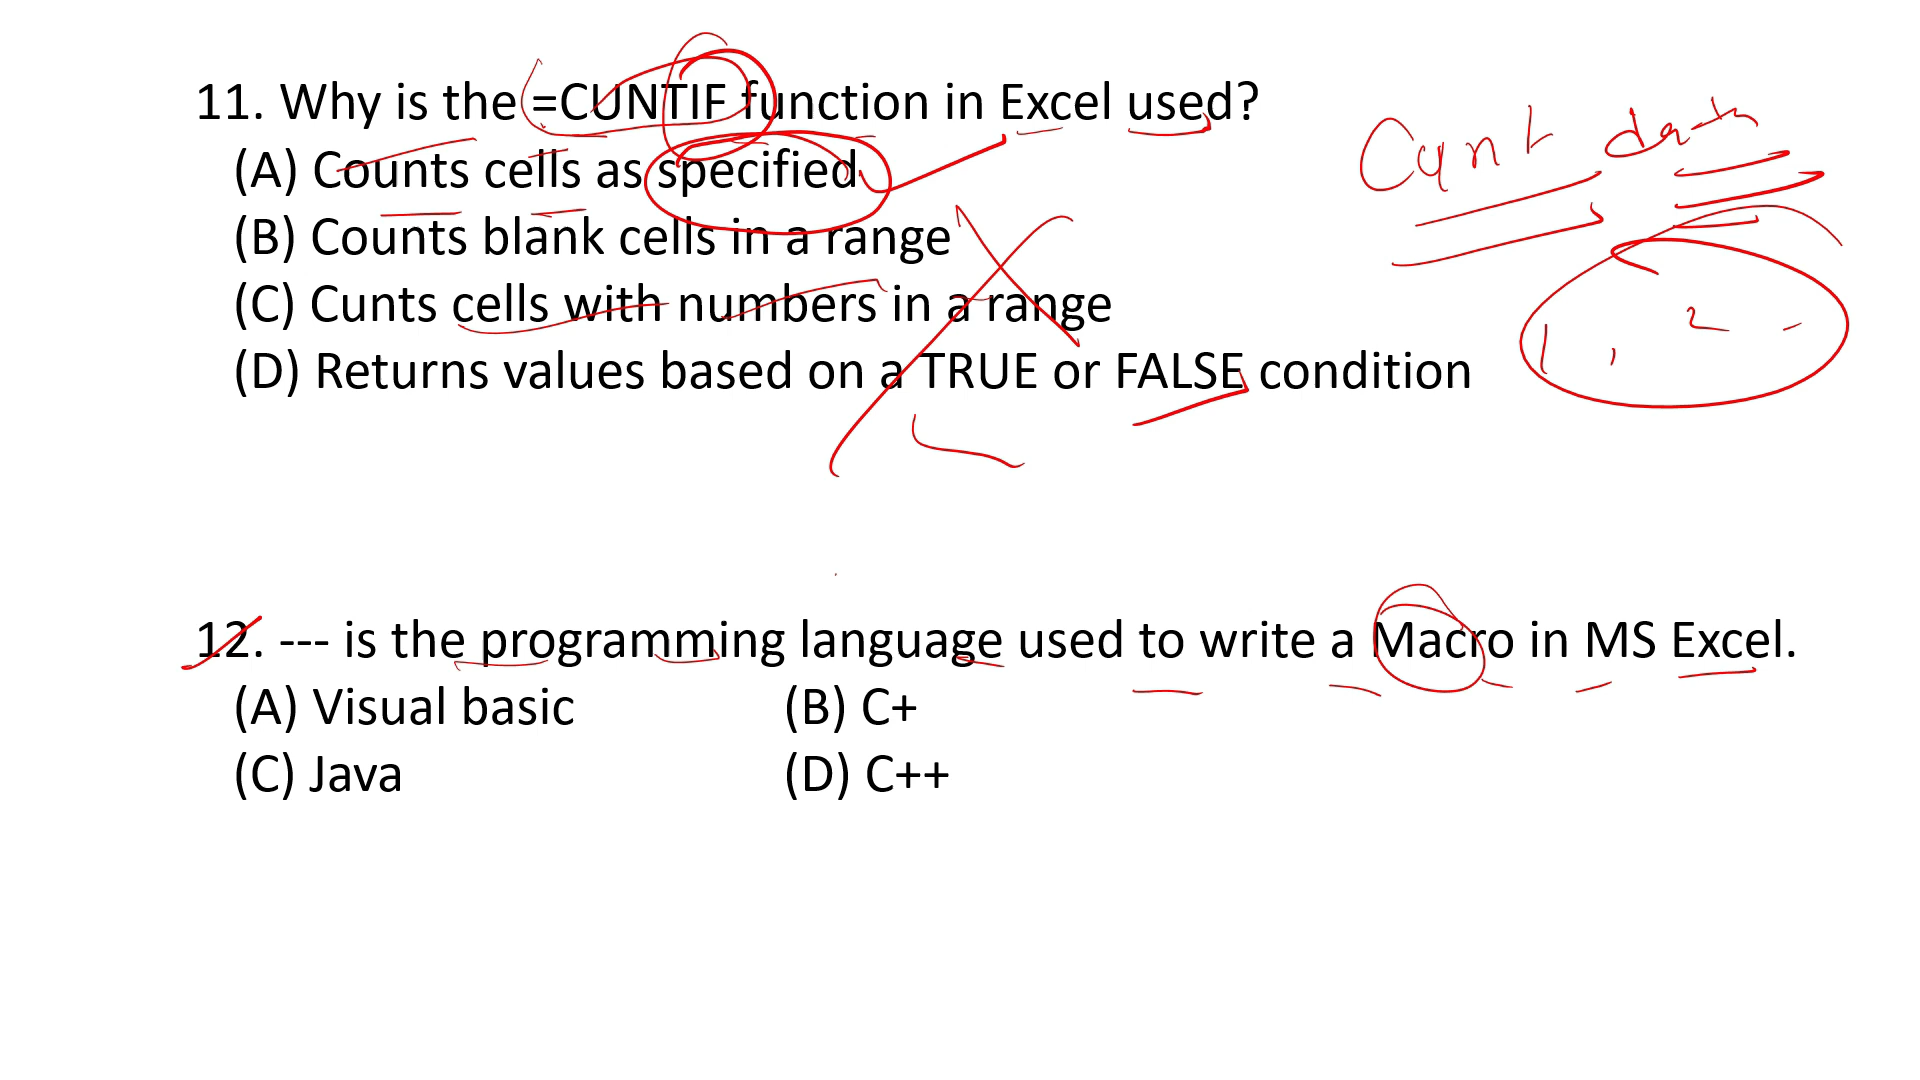 11. Why is the =CUNTIF function in Excel used?
(A) Counts cells as specified
(B) Counts blank cells in a range
(C) Cunts cells with numbers in a range
(D) Returns values based on a TRUE or FALSE condition
1 , 2 -
12. --- is the programming language used to write a Macro in MS Excel.
(A) Visual basic (B) C+
(C) Java (D) C++